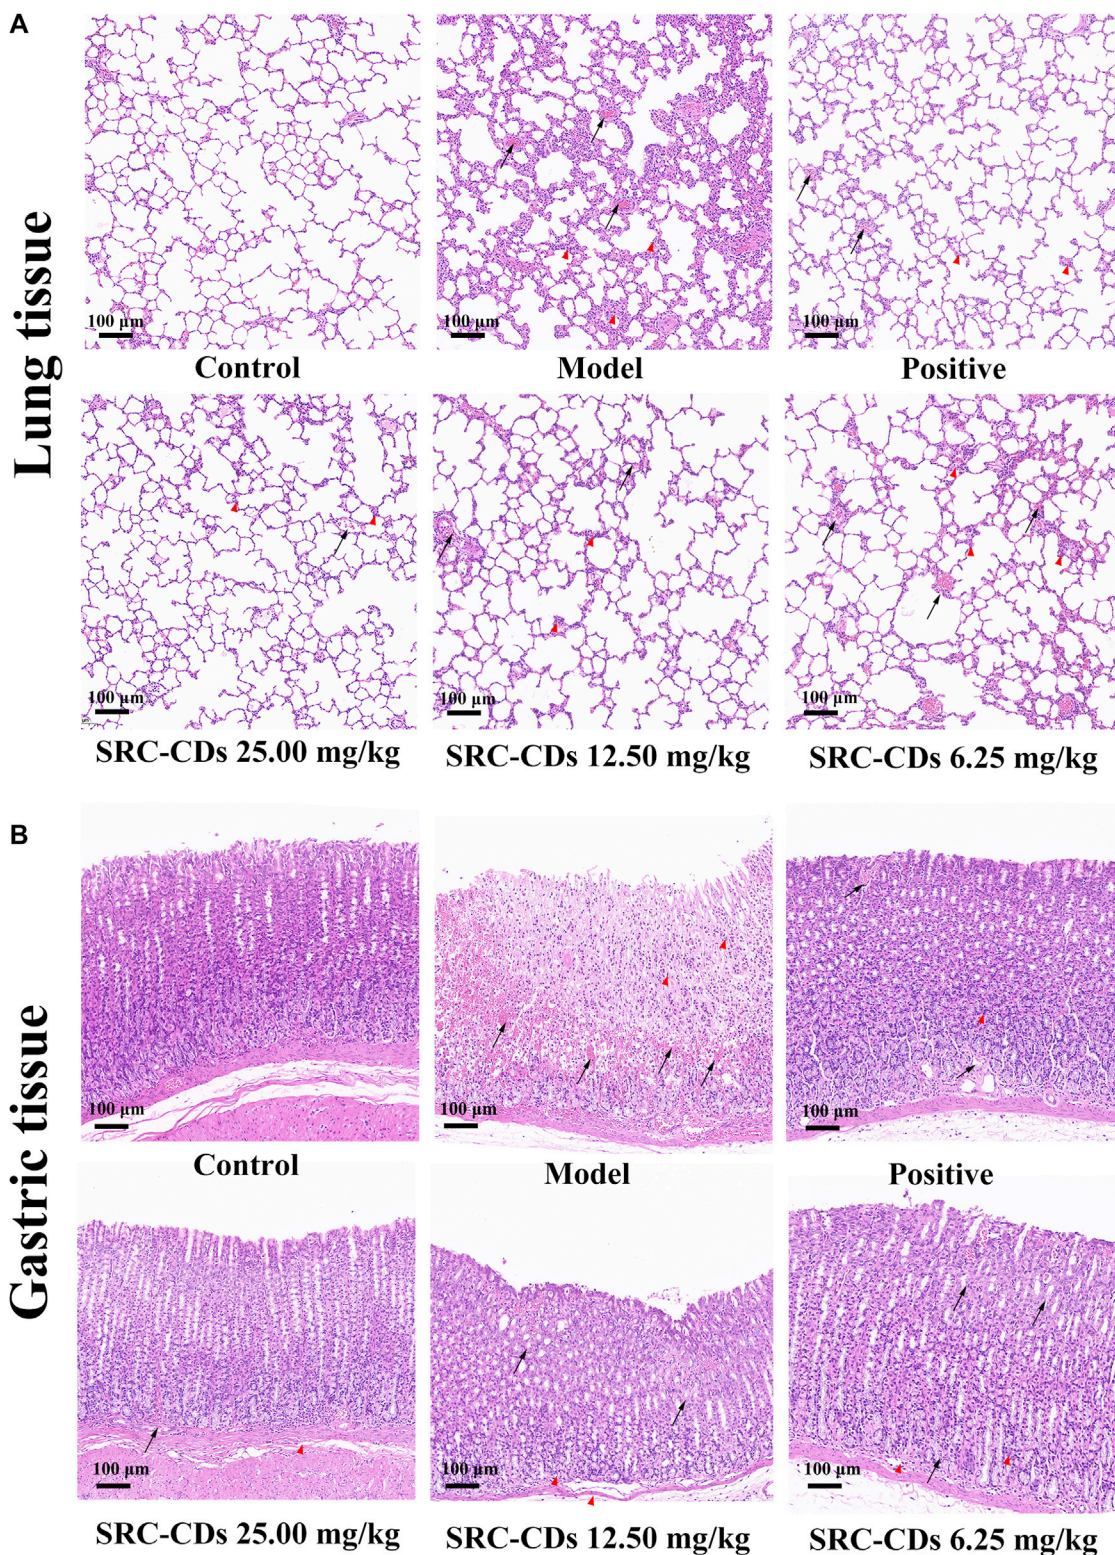 A
Lung tissue
100 µm
100 µm
100 µm
Control
Model
Positive
100 µm
100 µm
100 µm
SRC-CDs 25.00 mg/kg
SRC-CDs 12.50 mg/kg
SRC-CDs 6.25 mg/kg
B
Gastric tissue
100 µm
100 µm
100 µm
Control
Model
Positive
100 µm
100 µm
100 µm
SRC-CDs 25.00 mg/kg
SRC-CDs 12.50 mg/kg
SRC-CDs 6.25 mg/kg